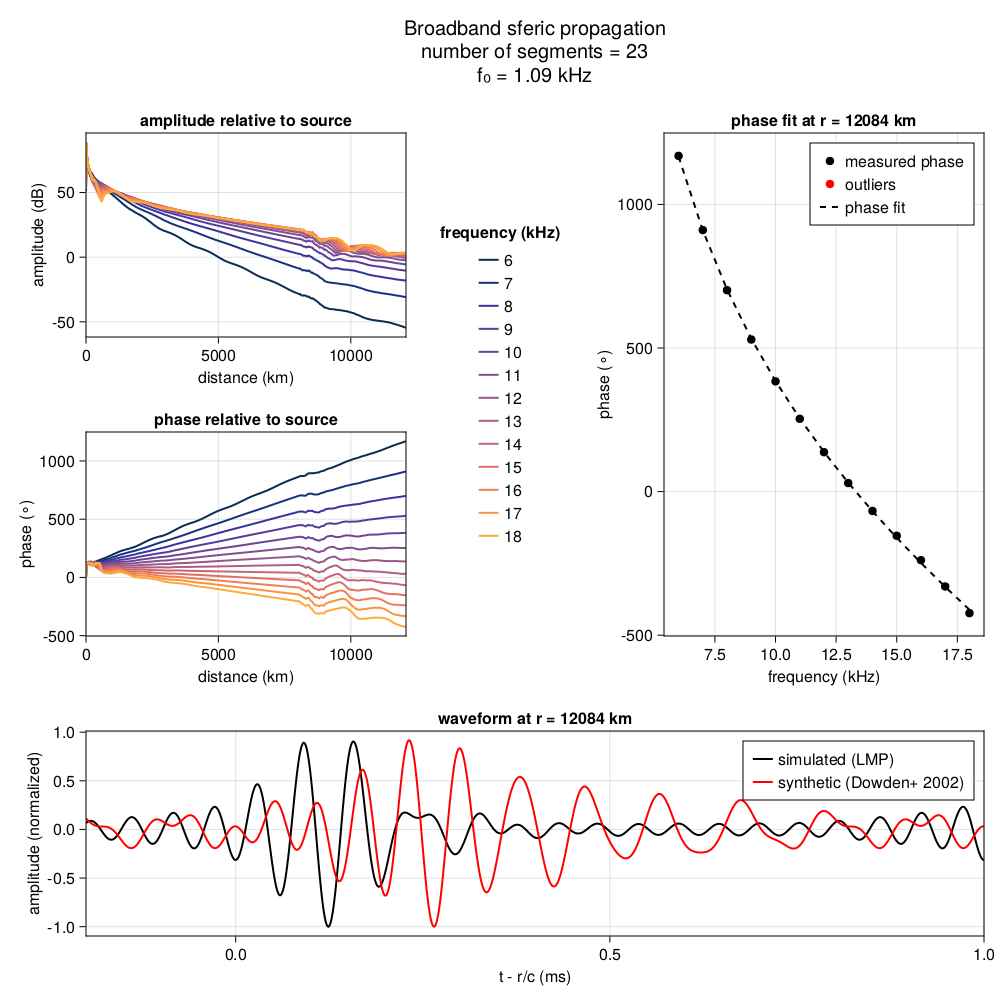 Broadband sferic propagation
number of segments = 23
f₀ = 1.09 kHz
amplitude relative to source
amplitude (dB)
50
0
-50
0
5000
10000
distance (km)
phase relative to source
phase (∘)
1000
500
0
-500
0
5000
10000
distance (km)
frequency (kHz)
6
7
8
9
10
11
12
13
14
15
16
17
18
phase fit at r = 12084 km
measured phase
outliers
phase fit
phase (∘)
1000
500
0
-500
7.5
10.0
12.5
15.0
17.5
frequency (kHz)
waveform at r = 12084 km
simulated (LMP)
synthetic (Dowden+ 2002)
amplitude (normalized)
1.0
0.5
0.0
-0.5
-1.0
0.0
0.5
1.0
t - r/c (ms)